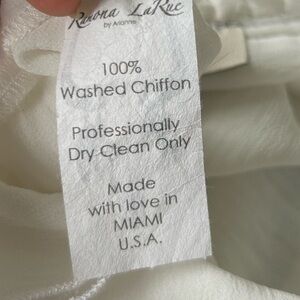 Ramona LaRue
by Arianne
100%
Washed Chiffon
Professionally
Dry Clean Only
Made
with love in
MIAMI
U.S.A.